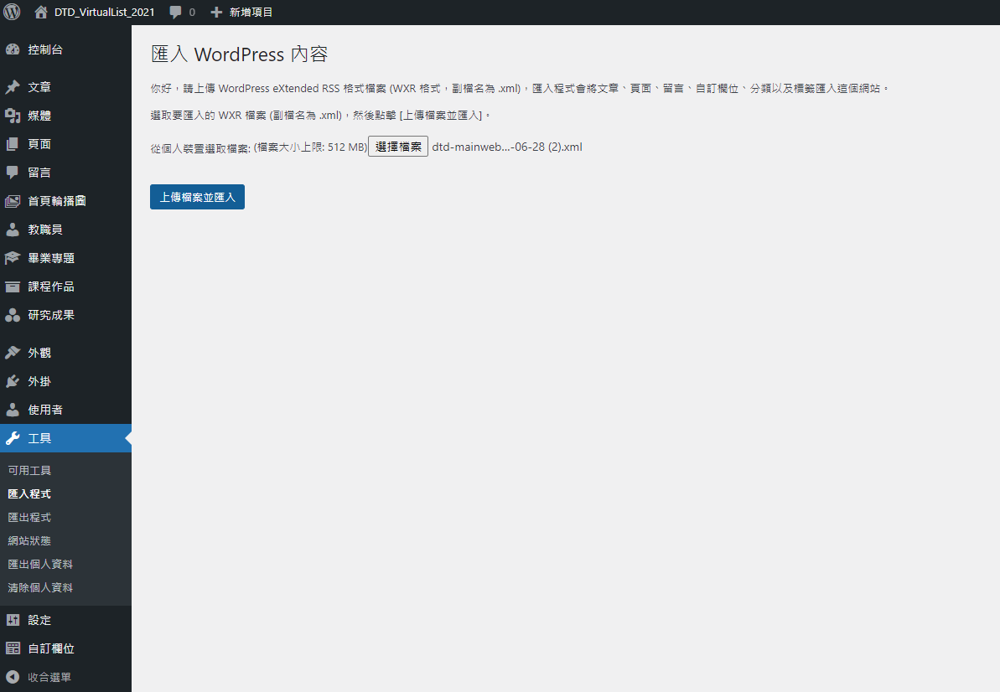 DTD_VirtualList_2021 0 新增項目
控制台
文章
媒體
頁面
留言
首頁輪播圖
教職員
畢業專題
課程作品
研究成果
外觀
外掛
使用者
工具
可用工具
匯入程式
匯出程式
網站狀態
匯出個人資料
清除個人資料
設定
自訂欄位
收合選單
匯入 WordPress 內容
你好，請上傳 WordPress eXtended RSS 格式檔案 (WXR 格式，副檔名為 .xml)，匯入程式會將文章、頁面、留言、自訂欄位、分類以及標籤匯入這個網站。
選取要匯入的 WXR 檔案 (副檔名為 .xml)，然後點擊 [上傳檔案並匯入]。
從個人裝置選取檔案: (檔案大小上限: 512 MB) 選擇檔案 dtd-mainweb...-06-28 (2).xml
上傳檔案並匯入